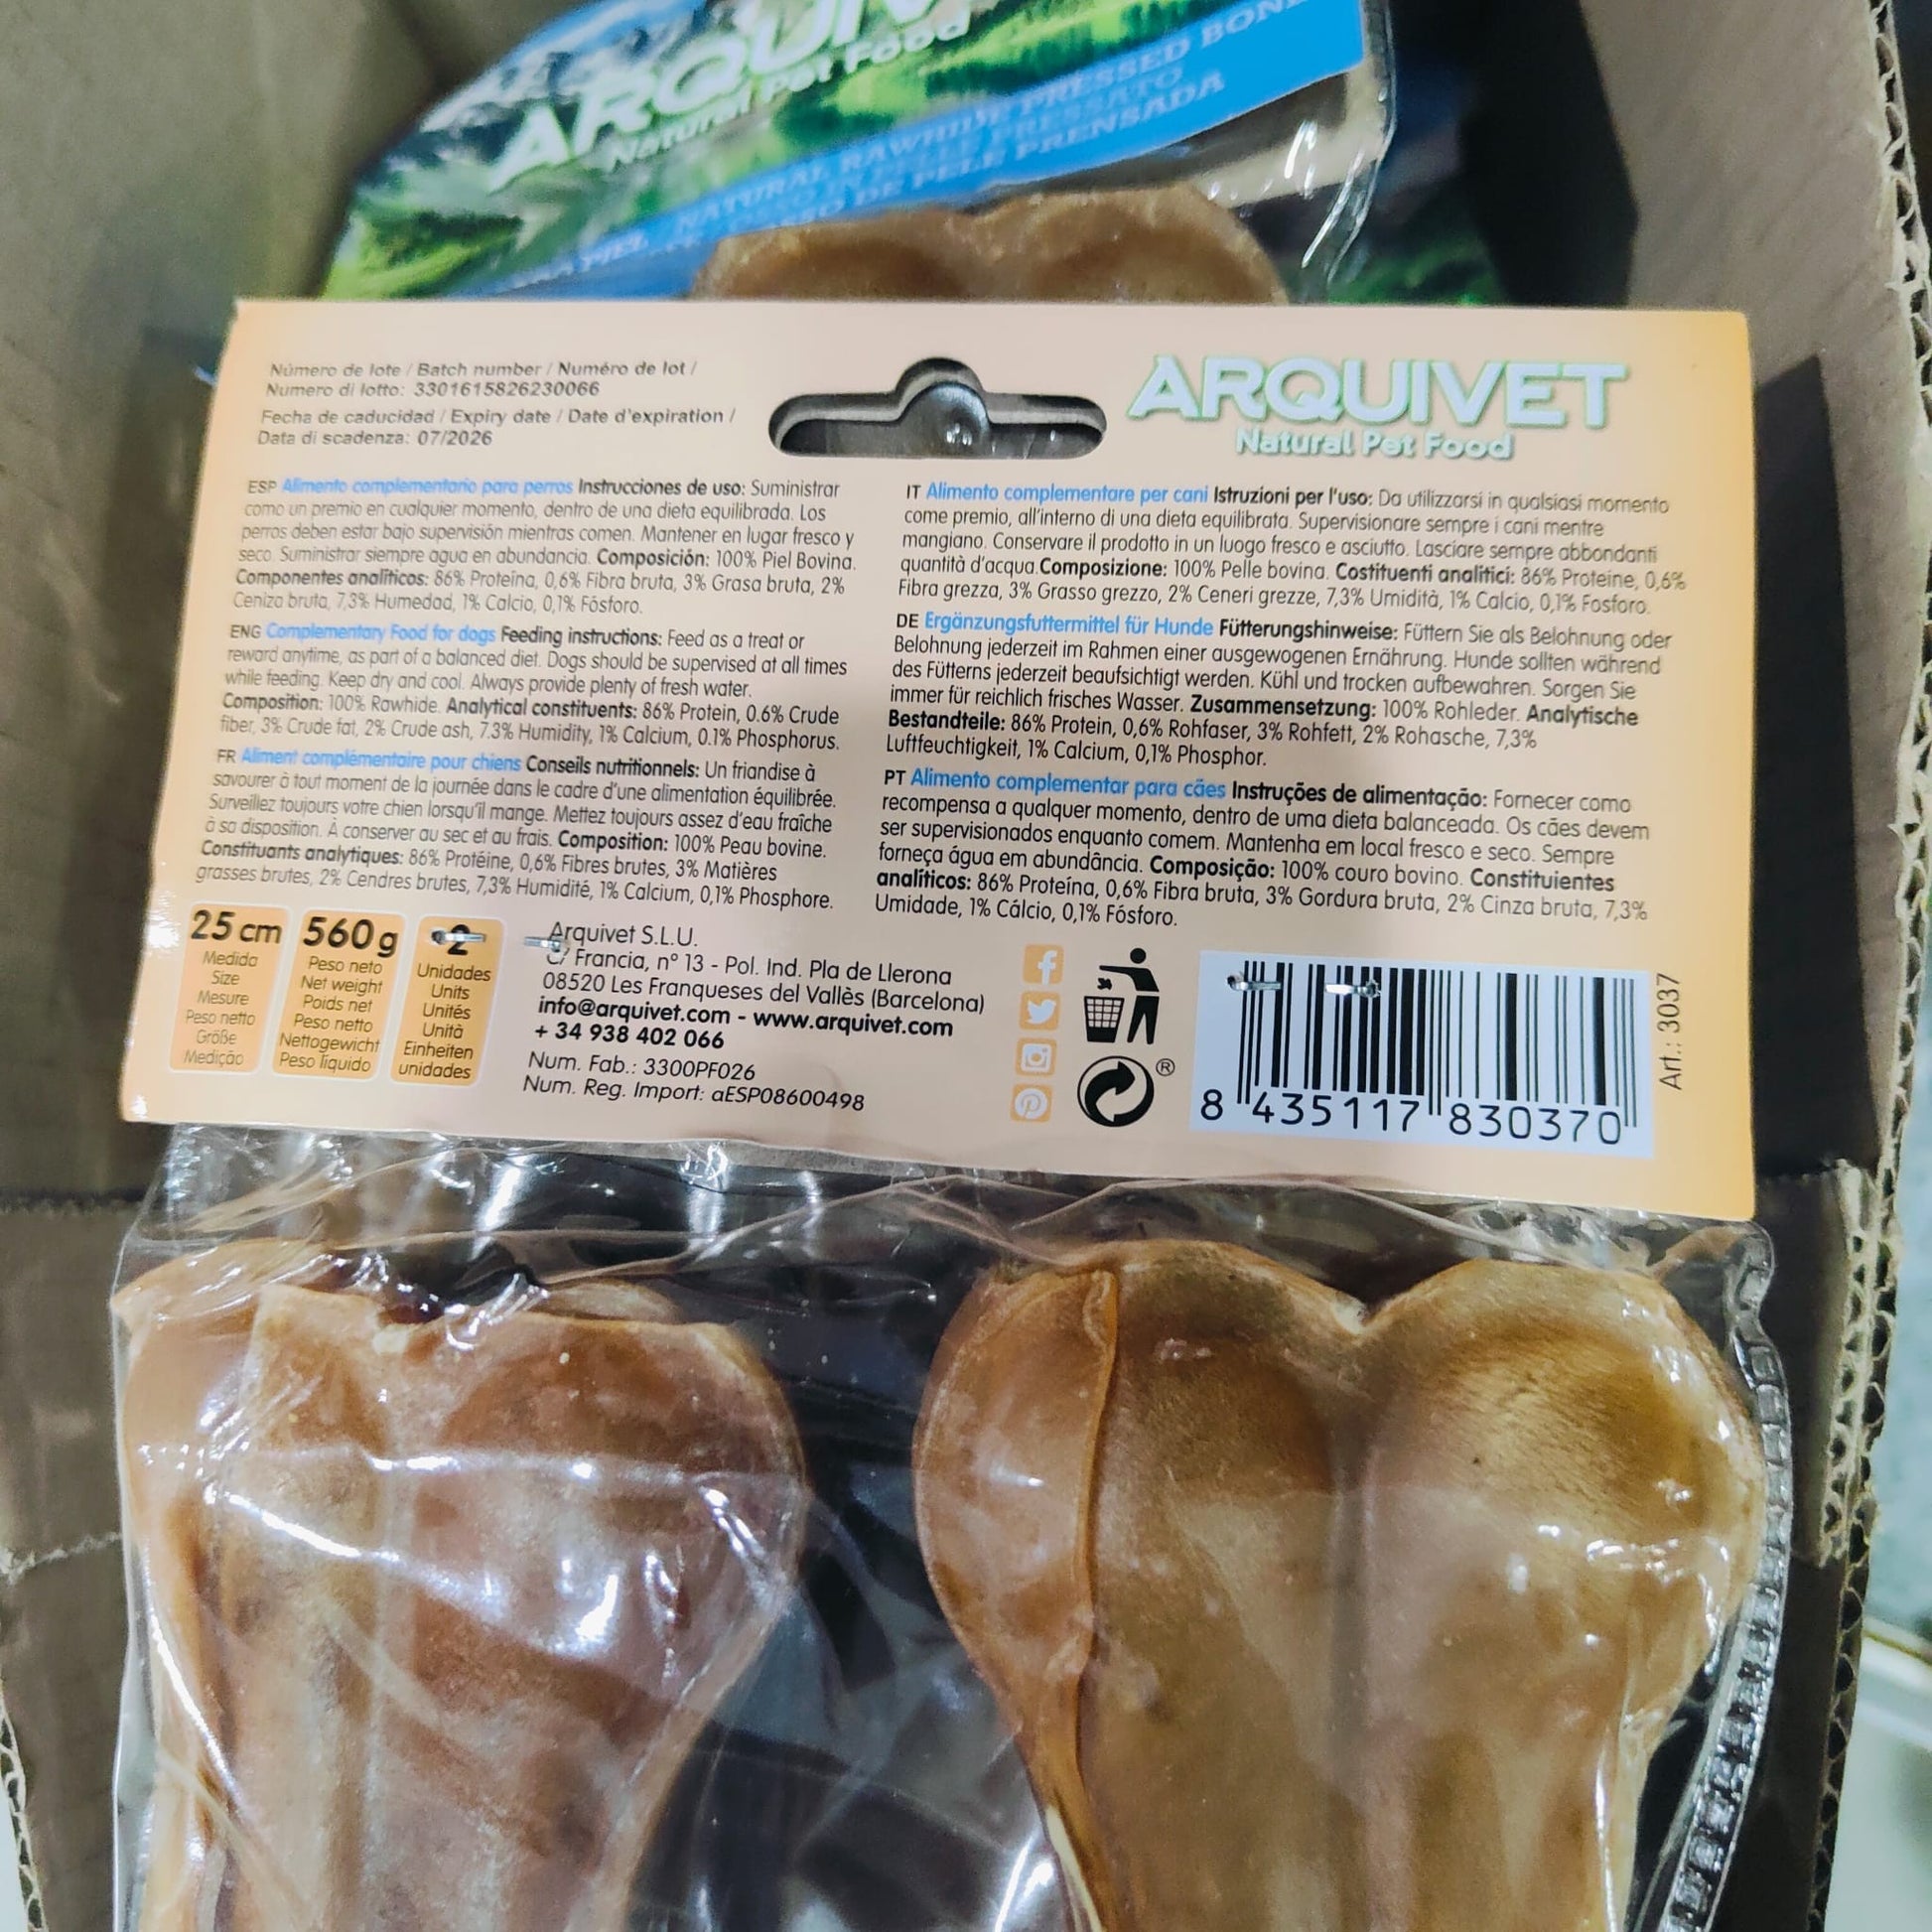 ARQUIV
Natural Pet Food
NATURAL RAWHIDE PRESSED BONE
OSSO IN PELLE PRESSATO
OSSO DE PELE PRENSADA
PIEL
Número de lote / Batch number / Numéro de lot /
Numero di lotto: 3301615826230066
Fecha de caducidad / Expiry date / Date d'expiration /
Data di scadenza: 07/2026
ARQUIVET
Natural Pet Food
ESP Alimento complementario para perros Instrucciones de uso: Suministrar
como un premio en cualquier momento, dentro de una dieta equilibrada. Los
perros deben estar bajo supervisión mientras comen. Mantener en lugar fresco y
seco. Suministrar siempre agua en abundancia. Composición: 100% Piel Bovina.
Componentes analíticos: 86% Proteína, 0,6% Fibra bruta, 3% Grasa bruta, 2%
Ceniza bruta, 7,3% Humedad, 1% Calcio, 0,1% Fósforo.
ENG Complementary Food for dogs Feeding instructions: Feed as a treat or
reward anytime, as part of a balanced diet. Dogs should be supervised at all times
while feeding. Keep dry and cool. Always provide plenty of fresh water.
Composition: 100% Rawhide. Analytical constituents: 86% Protein, 0.6% Crude
fiber, 3% Crude fat, 2% Crude ash, 7.3% Humidity, 1% Calcium, 0.1% Phosphorus.
FR Aliment complémentaire pour chiens Conseils nutritionnels: Un friandise à
savourer à tout moment de la journée dans le cadre d'une alimentation équilibrée.
Surveillez toujours votre chien lorsqu'il mange. Mettez toujours assez d'eau fraîche
à sa disposition. À conserver au sec et au frais. Composition: 100% Peau bovine.
Constituants analytiques: 86% Protéine, 0,6% Fibres brutes, 3% Matières
grasses brutes, 2% Cendres brutes, 7,3% Humidité, 1% Calcium, 0,1% Phosphore.
IT Alimento complementare per cani Istruzioni per l'uso: Da utilizzarsi in qualsiasi momento
come premio, all'interno di una dieta equilibrata. Supervisionare sempre i cani mentre
mangiano. Conservare il prodotto in un luogo fresco e asciutto. Lasciare sempre abbondanti
quantità d'acqua.Composizione: 100% Pelle bovina. Costituenti analitici: 86% Proteine, 0,6%
Fibra grezza, 3% Grasso grezzo, 2% Ceneri grezze, 7,3% Umidità, 1% Calcio, 0,1% Fosforo.
DE Ergänzungsfuttermittel für Hunde Fütterungshinweise: Füttern Sie als Belohnung oder
Belohnung jederzeit im Rahmen einer ausgewogenen Ernährung. Hunde sollten während
des Fütterns jederzeit beaufsichtigt werden. Kühl und trocken aufbewahren. Sorgen Sie
immer für reichlich frisches Wasser. Zusammensetzung: 100% Rohleder. Analytische
Bestandteile: 86% Protein, 0,6% Rohfaser, 3% Rohfett, 2% Rohasche, 7,3%
Luftfeuchtigkeit, 1% Calcium, 0,1% Phosphor.
PT Alimento complementar para cães Instruções de alimentação: Fornecer como
recompensa a qualquer momento, dentro de uma dieta balanceada. Os cães devem
ser supervisionados enquanto comem. Mantenha em local fresco e seco. Sempre
forneça água em abundância. Composição: 100% couro bovino. Constituientes
analíticos: 86% Proteína, 0,6% Fibra bruta, 3% Gordura bruta, 2% Cinza bruta, 7,3%
Umidade, 1% Cálcio, 0,1% Fósforo.
25 cm
Medida
Size
Mesure
Peso netto
Größe
Medição
560 g
Peso neto
Net weight
Poids net
Peso netto
Nettogewicht
Peso líquido
2
Unidades
Units
Unités
Unità
Einheiten
unidades
Arquivet S.L.U.
C/ Francia, nº 13 - Pol. Ind. Pla de Llerona
08520 Les Franqueses del Vallès (Barcelona)
info@arquivet.com - www.arquivet.com
+ 34 938 402 066
Num. Fab.: 3300PF026
Num. Reg. Import: aESP08600498
®
8 435117 830370
Art.: 3037